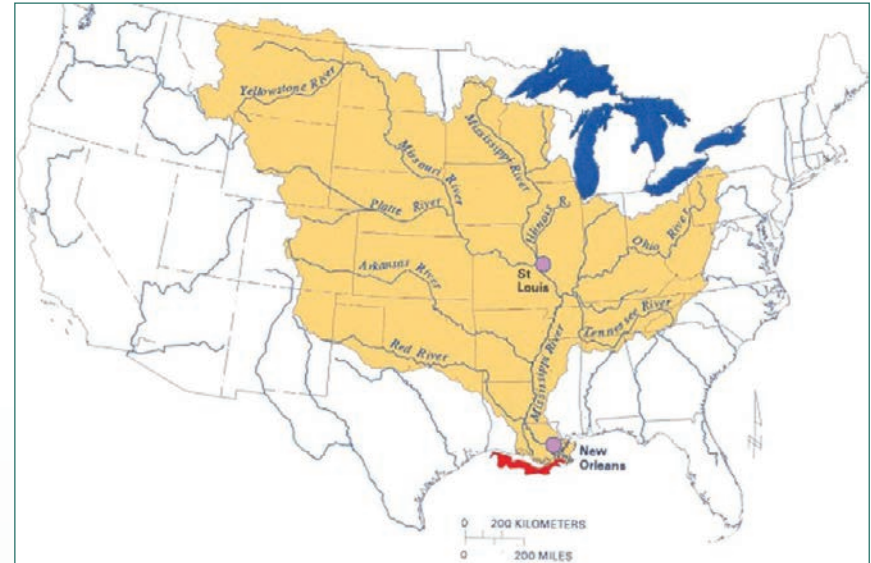 Yellowstone River
Missouri River
Mississippi River
Platte River
Illinois R.
Ohio River
St
Louis
Arkansas River
Tennessee River
Red River
Mississippi River
New
Orleans
0 200 KILOMETERS
0 200 MILES